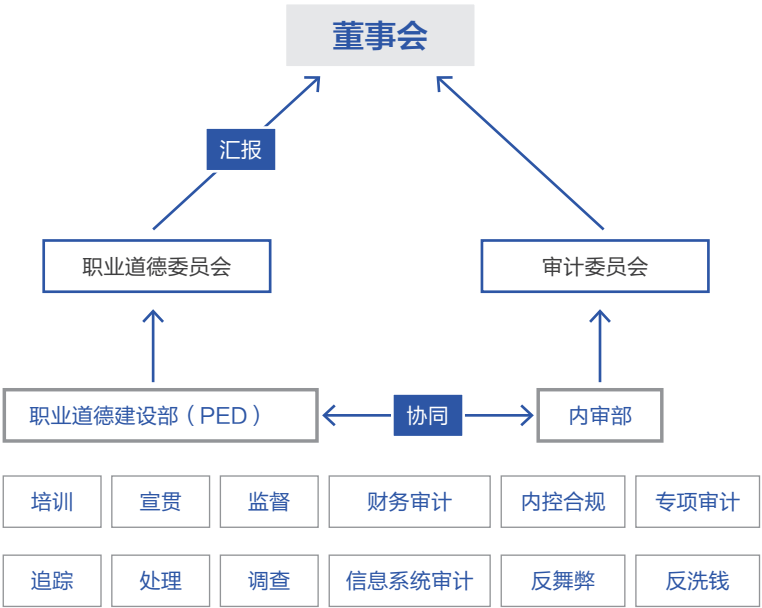 董事会
汇报
职业道德委员会
审计委员会
职业道德建设部（PED）
协同
内审部
培训
宣贯
监督
财务审计
内控合规
专项审计
追踪
处理
调查
信息系统审计
反舞弊
反洗钱